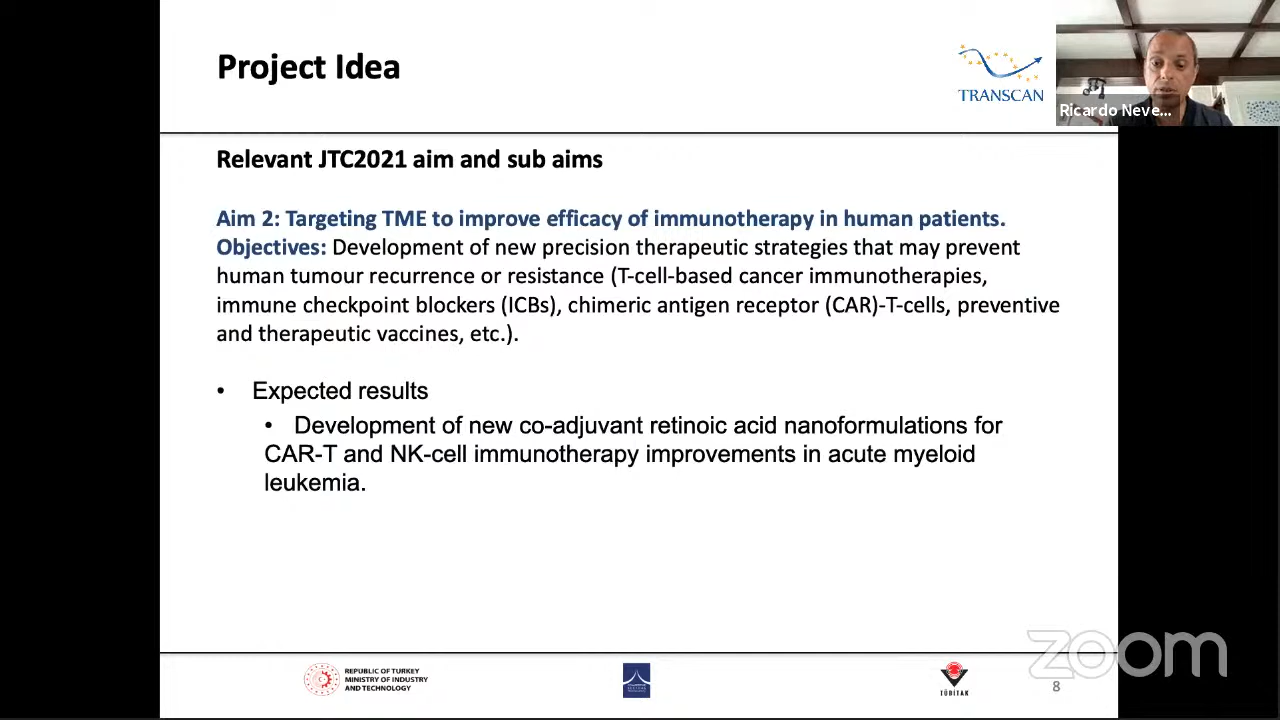 Project Idea
TRANSCAN
Ricardo Neve...
Relevant JTC2021 aim and sub aims
Aim 2: Targeting TME to improve efficacy of immunotherapy in human patients.
Objectives: Development of new precision therapeutic strategies that may prevent
human tumour recurrence or resistance (T-cell-based cancer immunotherapies,
immune checkpoint blockers (ICBs), chimeric antigen receptor (CAR)-T-cells, preventive
and therapeutic vaccines, etc.).
• Expected results
• Development of new co-adjuvant retinoic acid nanoformulations for
CAR-T and NK-cell immunotherapy improvements in acute myeloid
leukemia.
REPUBLIC OF TURKEY
MINISTRY OF INDUSTRY
AND TECHNOLOGY
TÜBİTAK
8
zoom